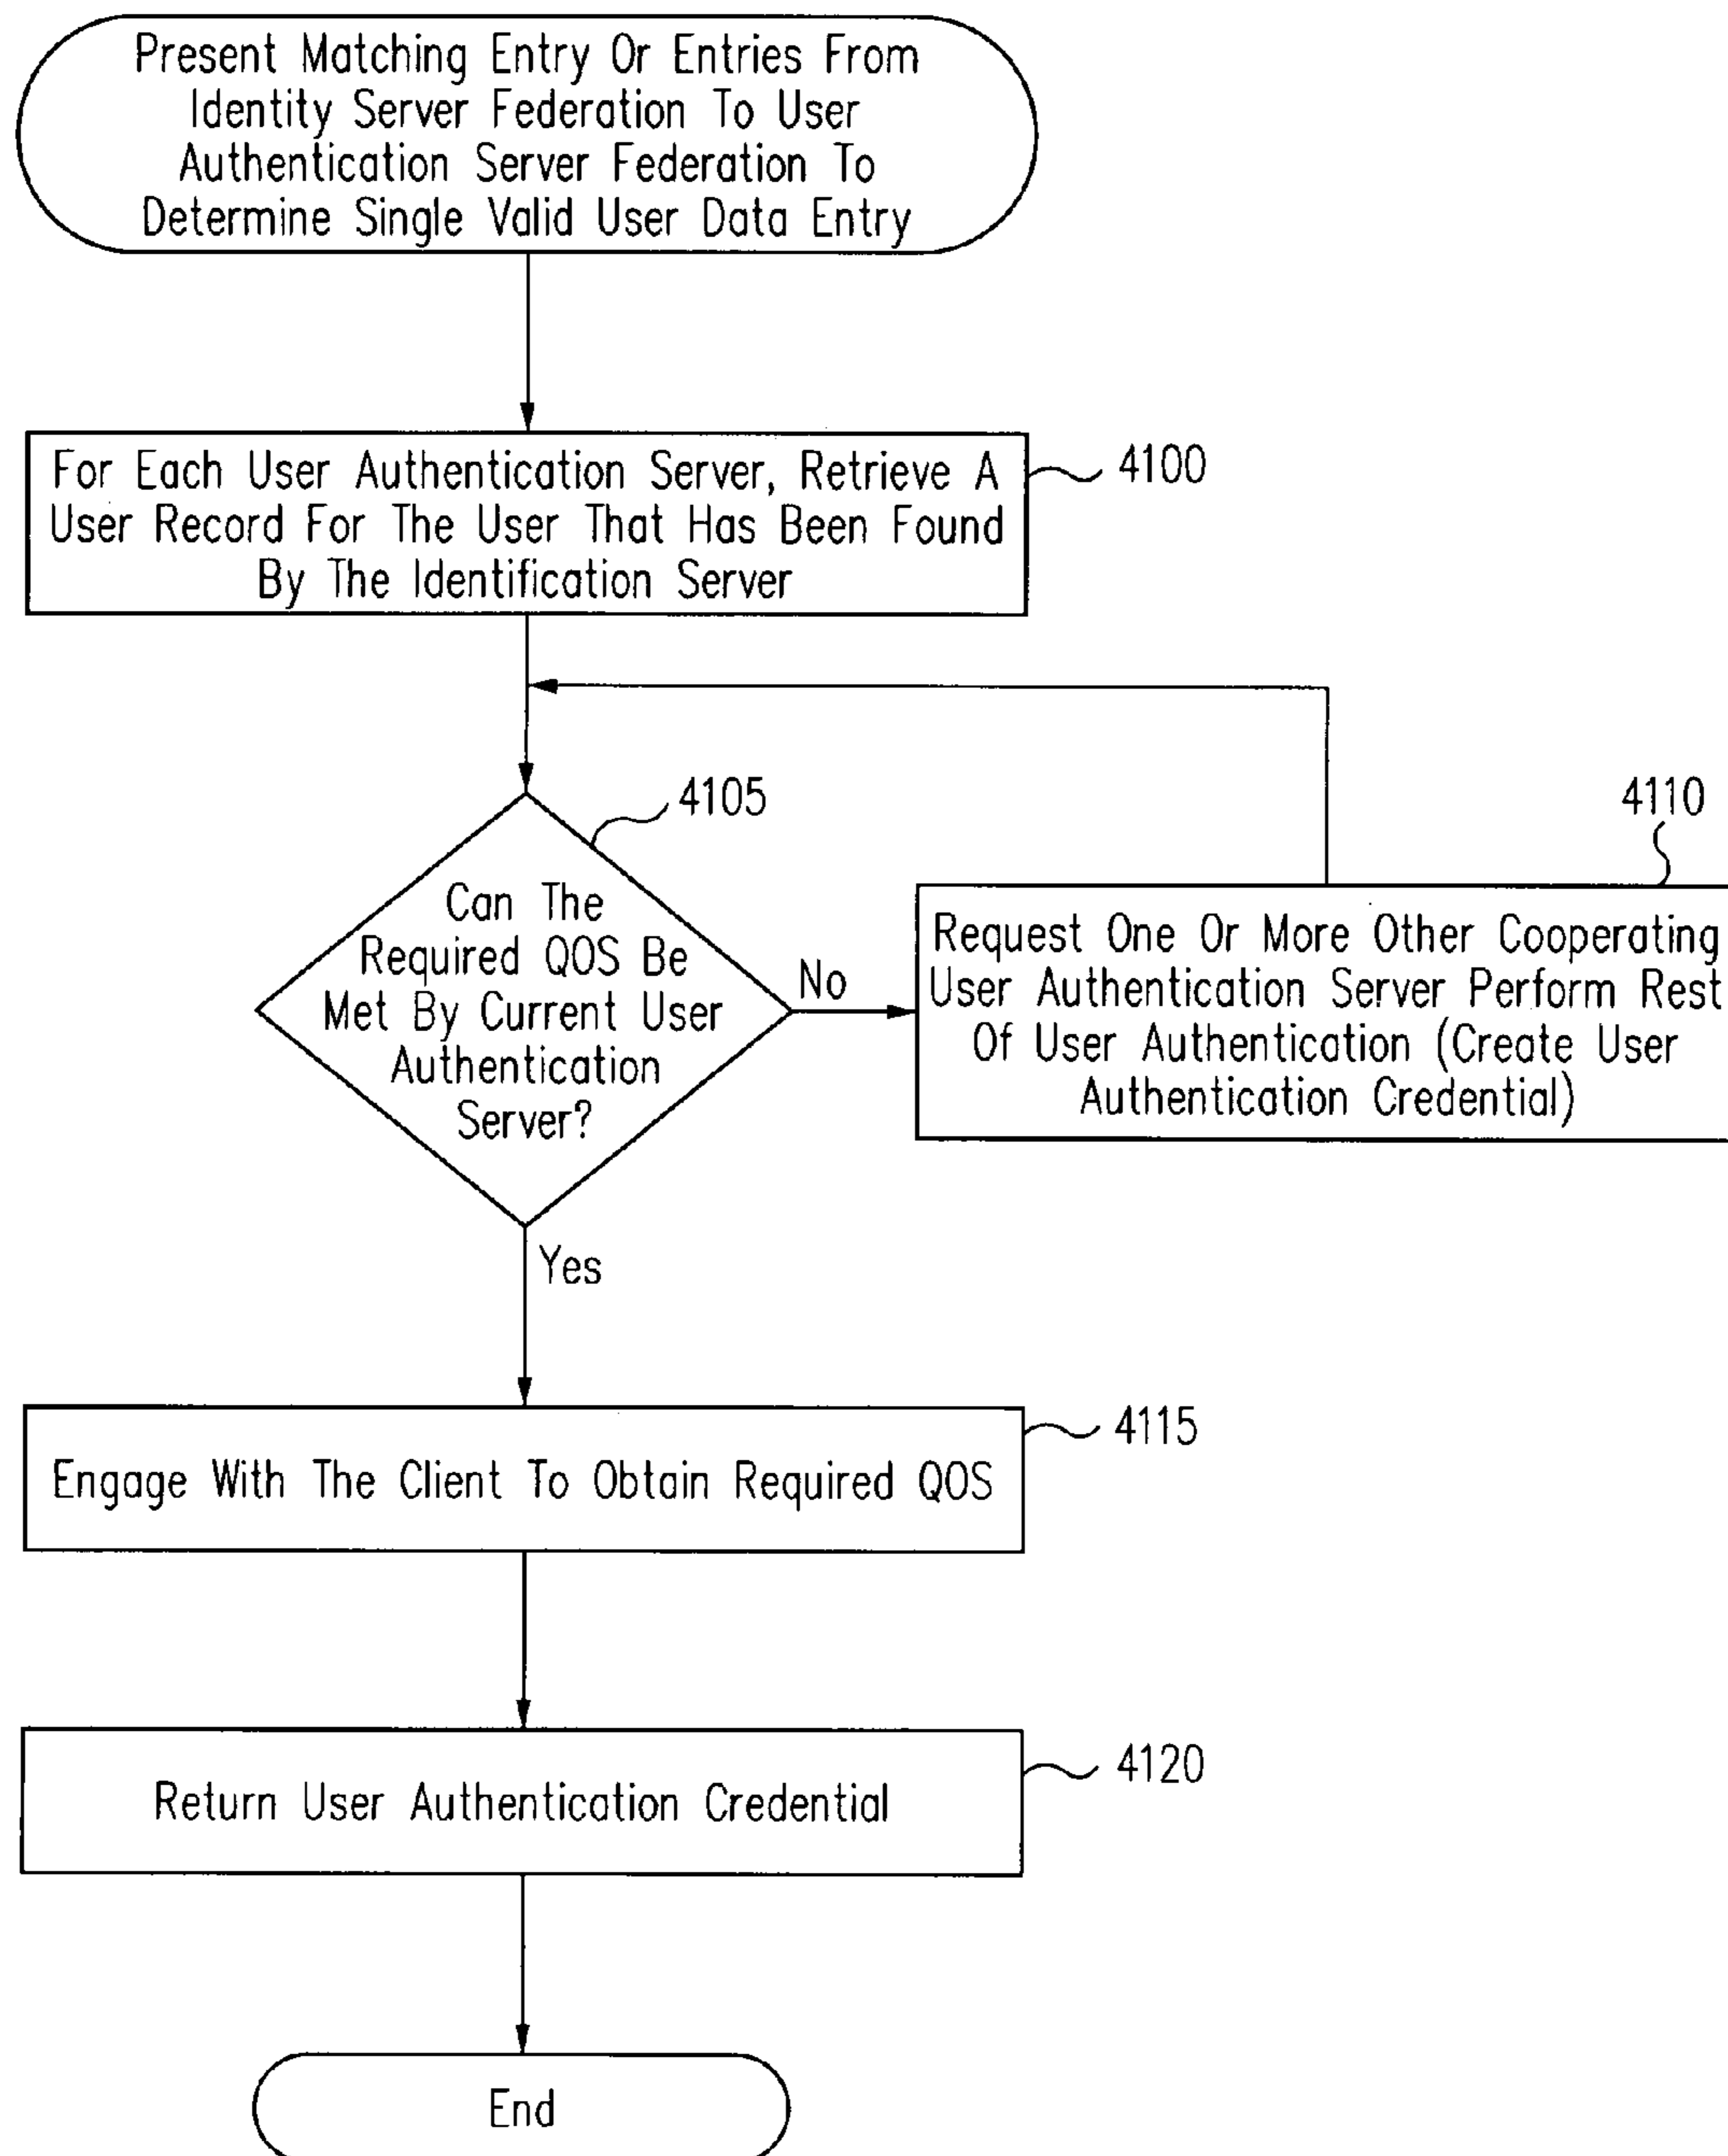 Present Matching Entry Or Entries From
Identity Server Federation To User
Authentication Server Federation To
Determine Single Valid User Data Entry
For Each User Authentication Server, Retrieve A
User Record For The User That Has Been Found
By The Identification Server
4100
4105
Can The
Required QOS Be
Met By Current User
Authentication
Server?
No
4110
Request One Or More Other Cooperating
User Authentication Server Perform Rest
Of User Authentication (Create User
Authentication Credential)
Yes
Engage With The Client To Obtain Required QOS
4115
Return User Authentication Credential
4120
End